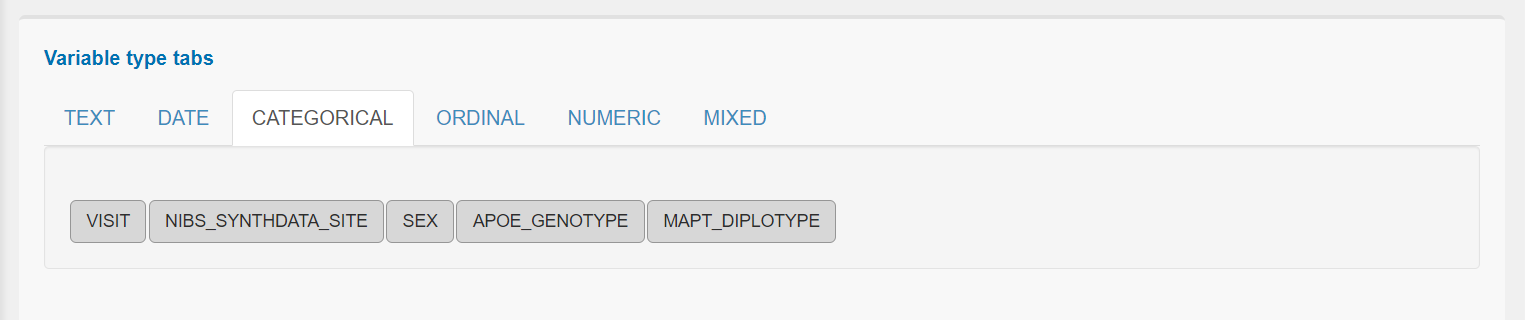 Variable type tabs
TEXT DATE CATEGORICAL ORDINAL NUMERIC MIXED
VISIT NIBS_SYNTHDATA_SITE SEX APOE_GENOTYPE MAPT_DIPLOTYPE